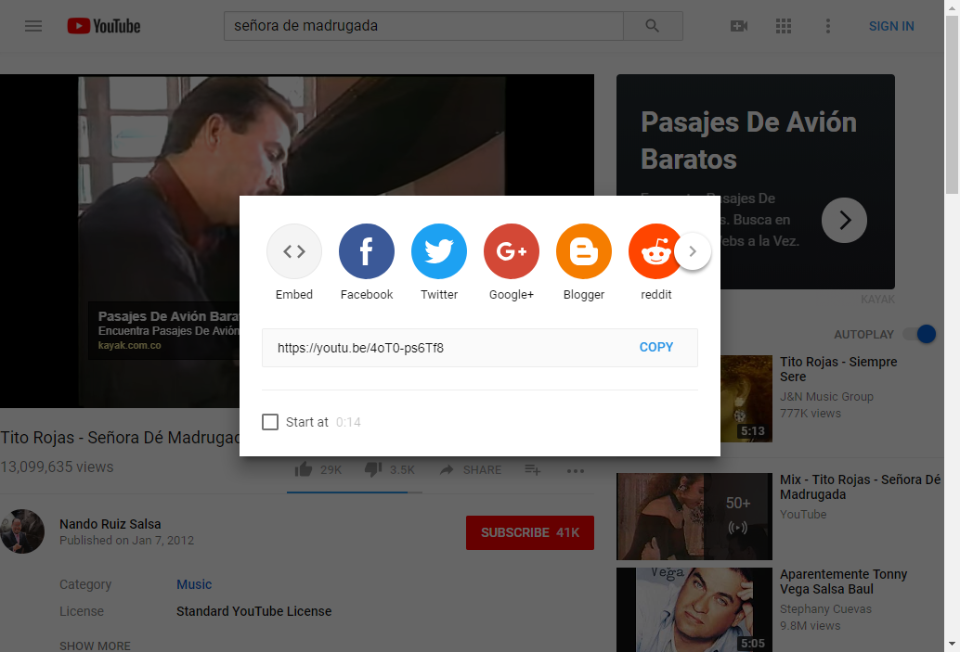 YouTube
señora de madrugada
SIGN IN
Pasajes De Avión
Baratos
Pasajes De
s. Busca en
ebs a la Vez.
KAYAK
Pasajes De Avión Bara
Encuentra Pasajes De Avión
kayak.com.co
Embed
Facebook
Twitter
Google+
Blogger
reddit
https://youtu.be/4oT0-ps6Tf8
COPY
Start at 0:14
AUTOPLAY
Tito Rojas - Siempre
Sere
J&N Music Group
777K views
5:13
Tito Rojas - Señora Dé Madrugad
13,099,635 views
29K
3.5K
SHARE
50+
Mix - Tito Rojas - Señora Dé
Madrugada
YouTube
Nando Ruiz Salsa
Published on Jan 7, 2012
SUBSCRIBE 41K
Category
Music
License
Standard YouTube License
SHOW MORE
Vega
Aparentemente Tonny
Vega Salsa Baul
Stephany Cuevas
9.8M views
5:05